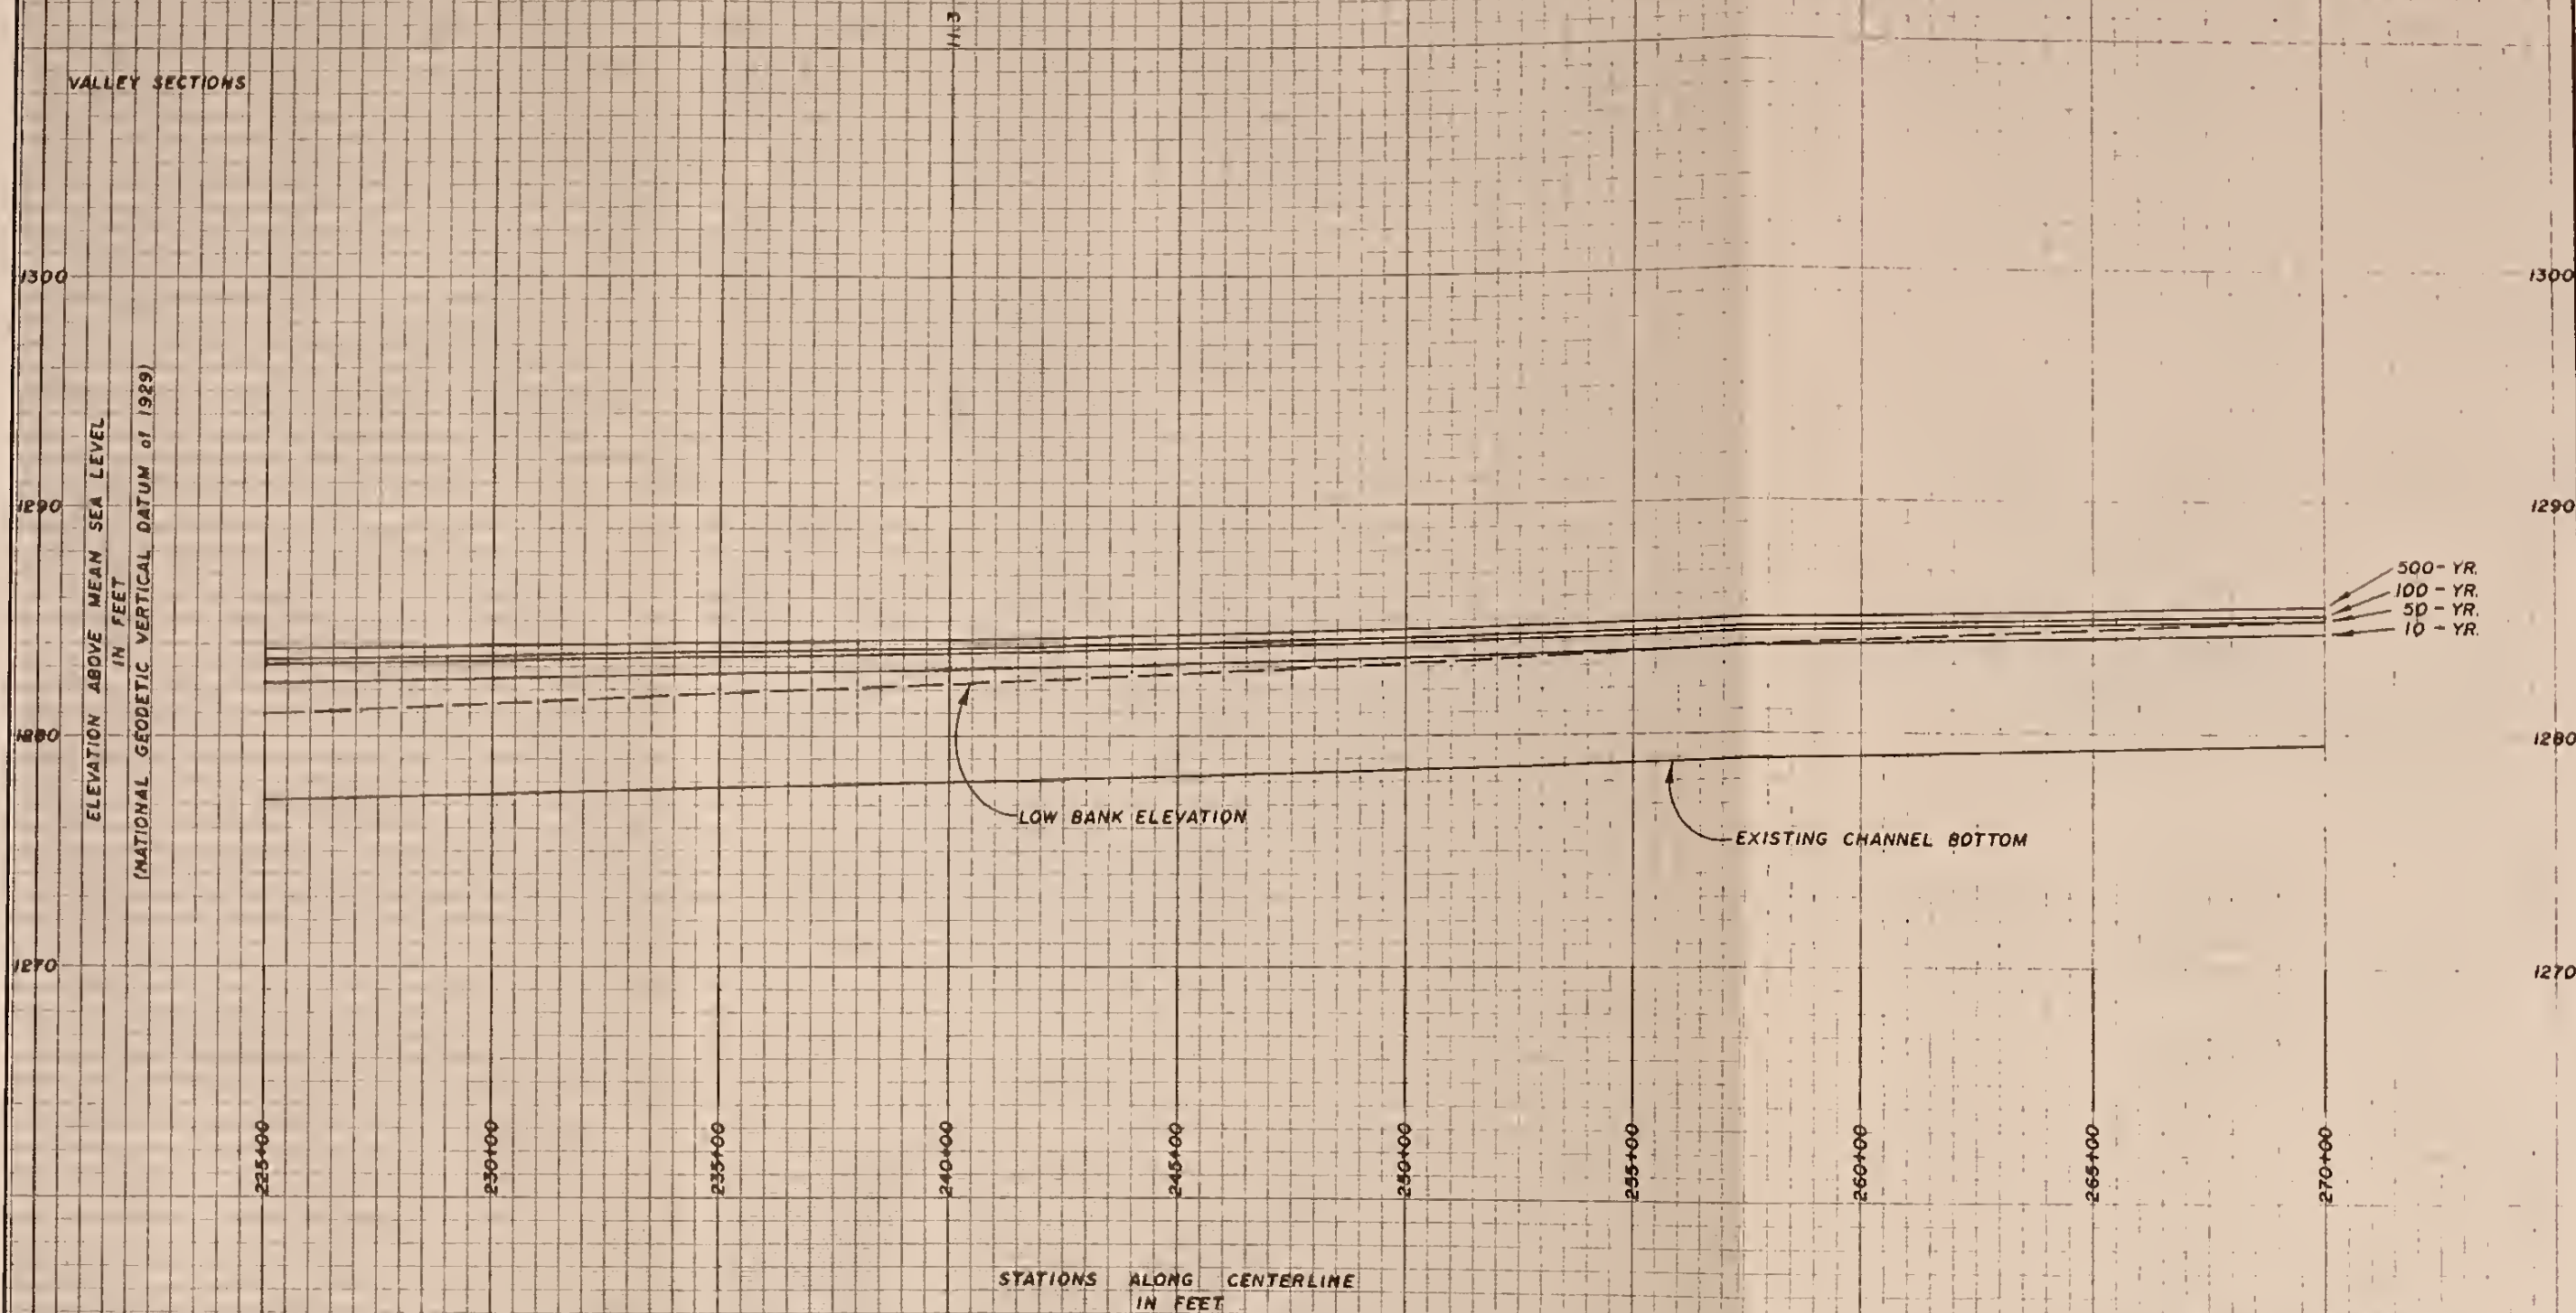 113
VALLEY SECTIONS
1300
1300
ELEVATION ABOVE MEAN SEA LEVEL
IN FEET
(NATIONAL GEODETIC VERTICAL DATUM of 1929)
1290
1290
500-YR.
100-YR.
50-YR.
10-YR.
1280
1280
LOW BANK ELEVATION
EXISTING CHANNEL BOTTOM
1270
1270
225+00
230+00
235+00
240+00
245+00
250+00
255+00
260+00
265+00
270+00
STATIONS ALONG CENTERLINE
IN FEET